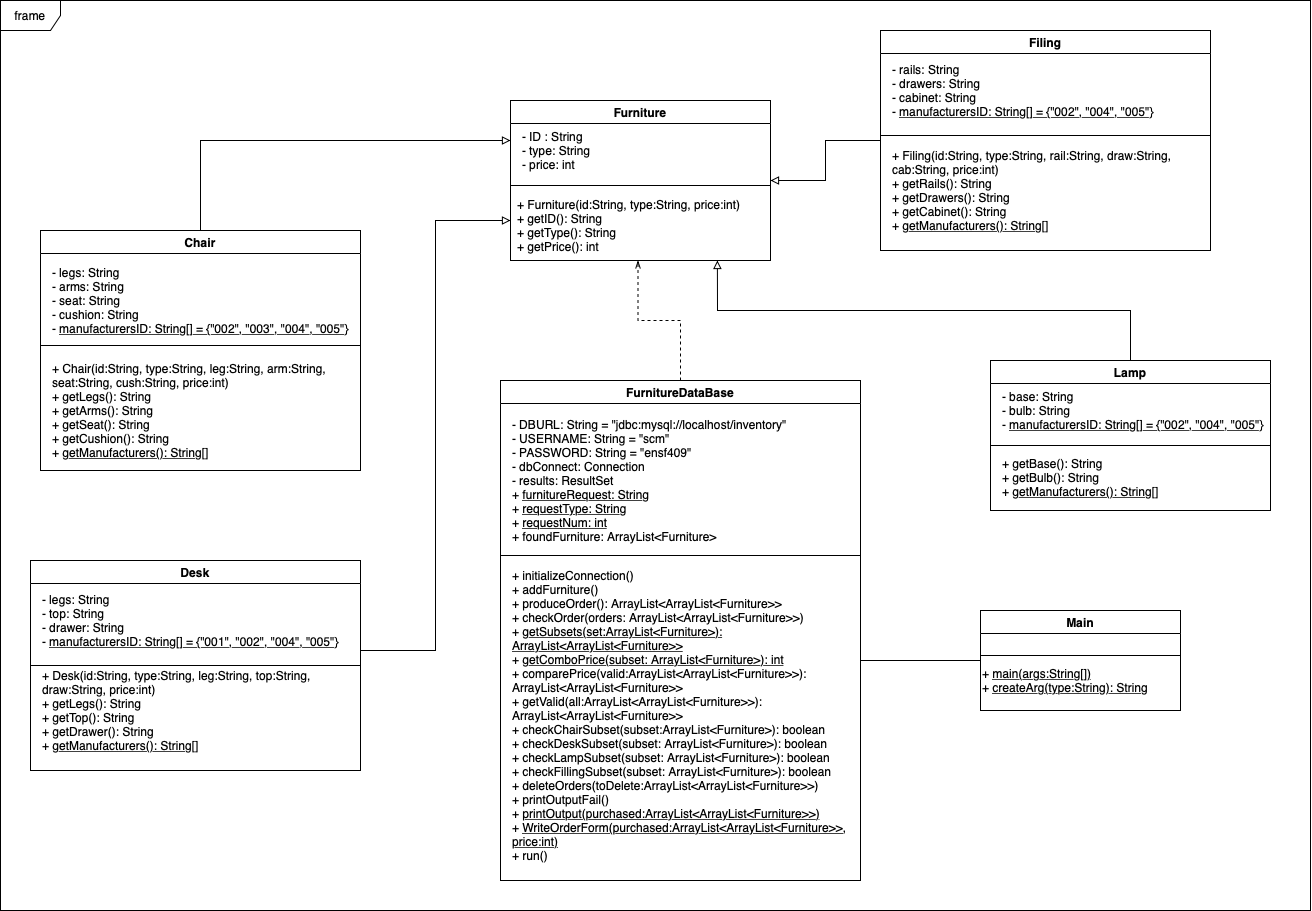 frame
Filing
- rails: String
- drawers: String
- cabinet: String
- manufacturersID: String[] = {"002", "004", "005"}
+ Filing(id:String, type:String, rail:String, draw:String,
cab:String, price:int)
+ getRails(): String
+ getDrawers(): String
+ getCabinet(): String
+ getManufacturers(): String[]
Furniture
- ID : String
- type: String
- price: int
+ Furniture(id:String, type:String, price:int)
+ getID(): String
+ getType(): String
+ getPrice(): int
Chair
- legs: String
- arms: String
- seat: String
- cushion: String
- manufacturersID: String[] = {"002", "003", "004", "005"}
+ Chair(id:String, type:String, leg:String, arm:String,
seat:String, cush:String, price:int)
+ getLegs(): String
+ getArms(): String
+ getSeat(): String
+ getCushion(): String
+ getManufacturers(): String[]
Lamp
- base: String
- bulb: String
- manufacturersID: String[] = {"002", "004", "005"}
+ getBase(): String
+ getBulb(): String
+ getManufacturers(): String[]
FurnitureDataBase
- DBURL: String = "jdbc:mysql://localhost/inventory"
- USERNAME: String = "scm"
- PASSWORD: String = "ensf409"
- dbConnect: Connection
- results: ResultSet
+ furnitureRequest: String
+ requestType: String
+ requestNum: int
+ foundFurniture: ArrayList<Furniture>
+ initializeConnection()
+ addFurniture()
+ produceOrder(): ArrayList<ArrayList<Furniture>>
+ checkOrder(orders: ArrayList<ArrayList<Furniture>>)
+ getSubsets(set:ArrayList<Furniture>):
ArrayList<ArrayList<Furniture>>
+ getComboPrice(subset: ArrayList<Furniture>): int
+ comparePrice(valid:ArrayList<ArrayList<Furniture>>):
ArrayList<ArrayList<Furniture>>
+ getValid(all:ArrayList<ArrayList<Furniture>>):
ArrayList<ArrayList<Furniture>>
+ checkChairSubset(subset:ArrayList<Furniture>): boolean
+ checkDeskSubset(subset: ArrayList<Furniture>): boolean
+ checkLampSubset(subset: ArrayList<Furniture>): boolean
+ checkFillingSubset(subset: ArrayList<Furniture>): boolean
+ deleteOrders(toDelete:ArrayList<ArrayList<Furniture>>)
+ printOutputFail()
+ printOutput(purchased:ArrayList<ArrayList<Furniture>>)
+ WriteOrderForm(purchased:ArrayList<ArrayList<Furniture>>,
price:int)
+ run()
Desk
- legs: String
- top: String
- drawer: String
- manufacturersID: String[] = {"001", "002", "004", "005"}
+ Desk(id:String, type:String, leg:String, top:String,
draw:String, price:int)
+ getLegs(): String
+ getTop(): String
+ getDrawer(): String
+ getManufacturers(): String[]
Main
+ main(args:String[])
+ createArg(type:String): String